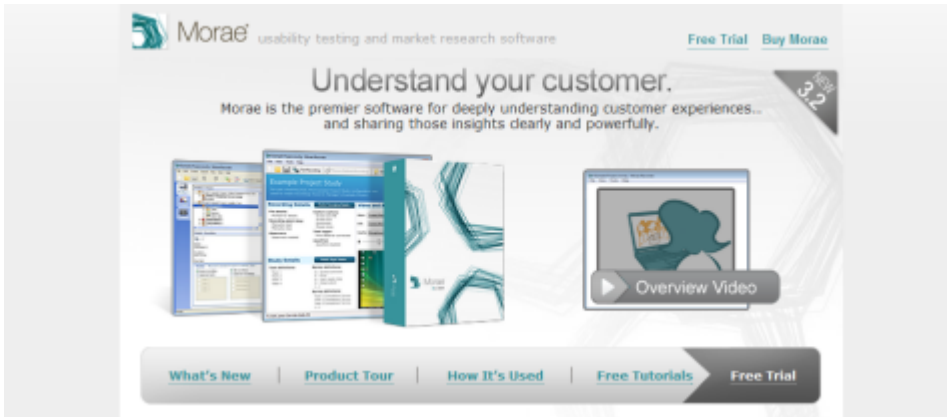 Morae
usability testing and market research software
Free Trial Buy Morae
Understand your customer.
NEW
3.2
Morae is the premier software for deeply understanding customer experiences...
and sharing those insights clearly and powerfully.
Example Project Study
Morae
Overview Video
What's New | Product Tour | How It's Used | Free Tutorials Free Trial